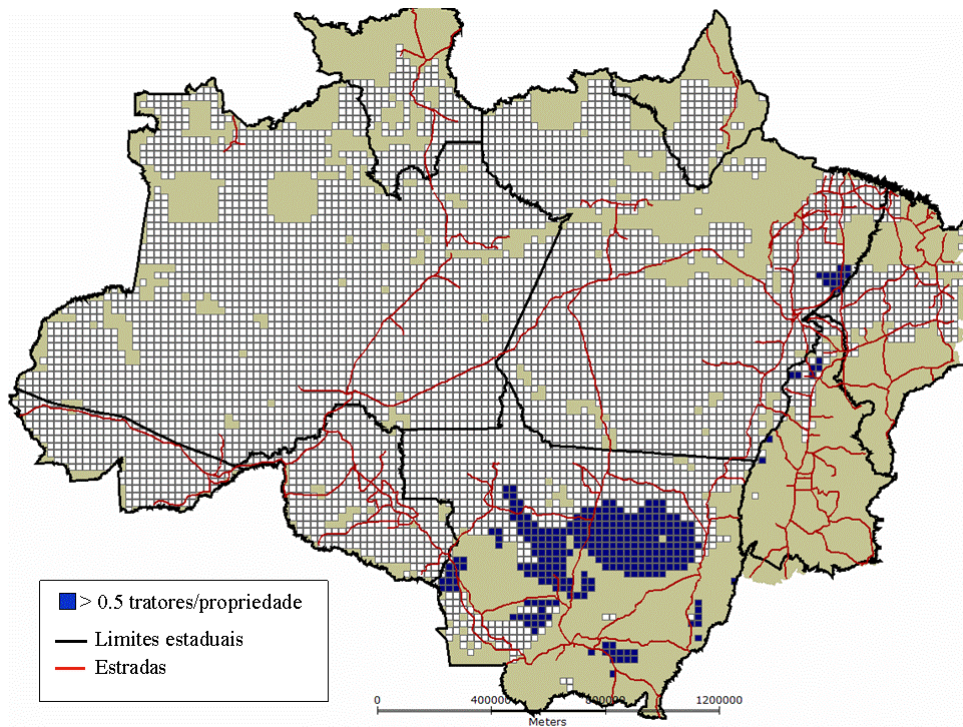 > 0.5 tratores/propriedade
Limites estaduais
Estradas
0 400000 800000 1200000
Meters